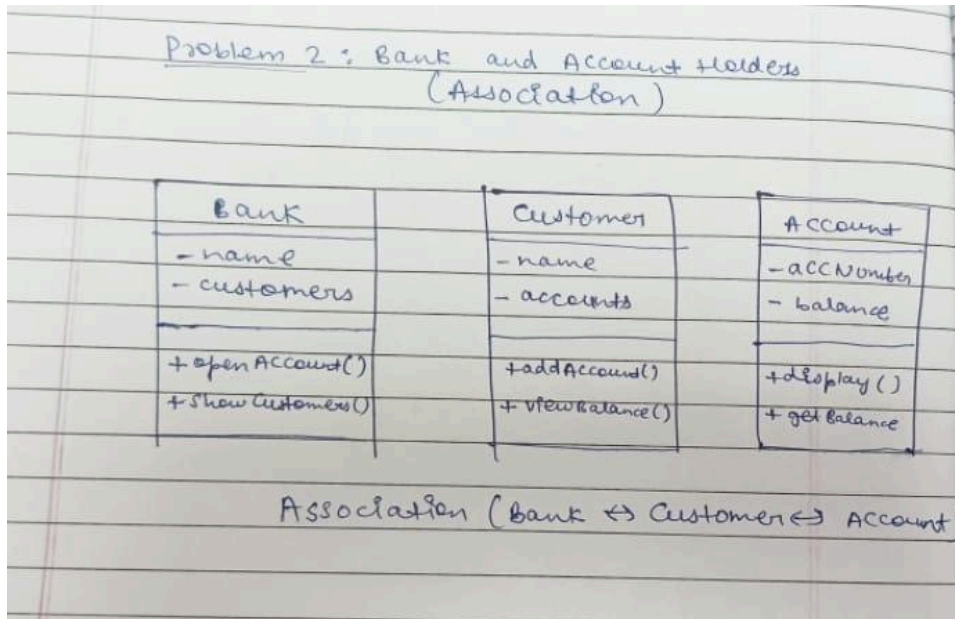 Problem 2 : Bank and Account Holders
(Association)
Bank
- name
- customers
+ openAccount()
+ ShowCustomers()
Customer
- name
- accounts
+ addAccount()
+ viewBalance()
Account
- accNumber
- balance
+ display()
+ getBalance
Association (Bank ↔ Customer ↔ Account